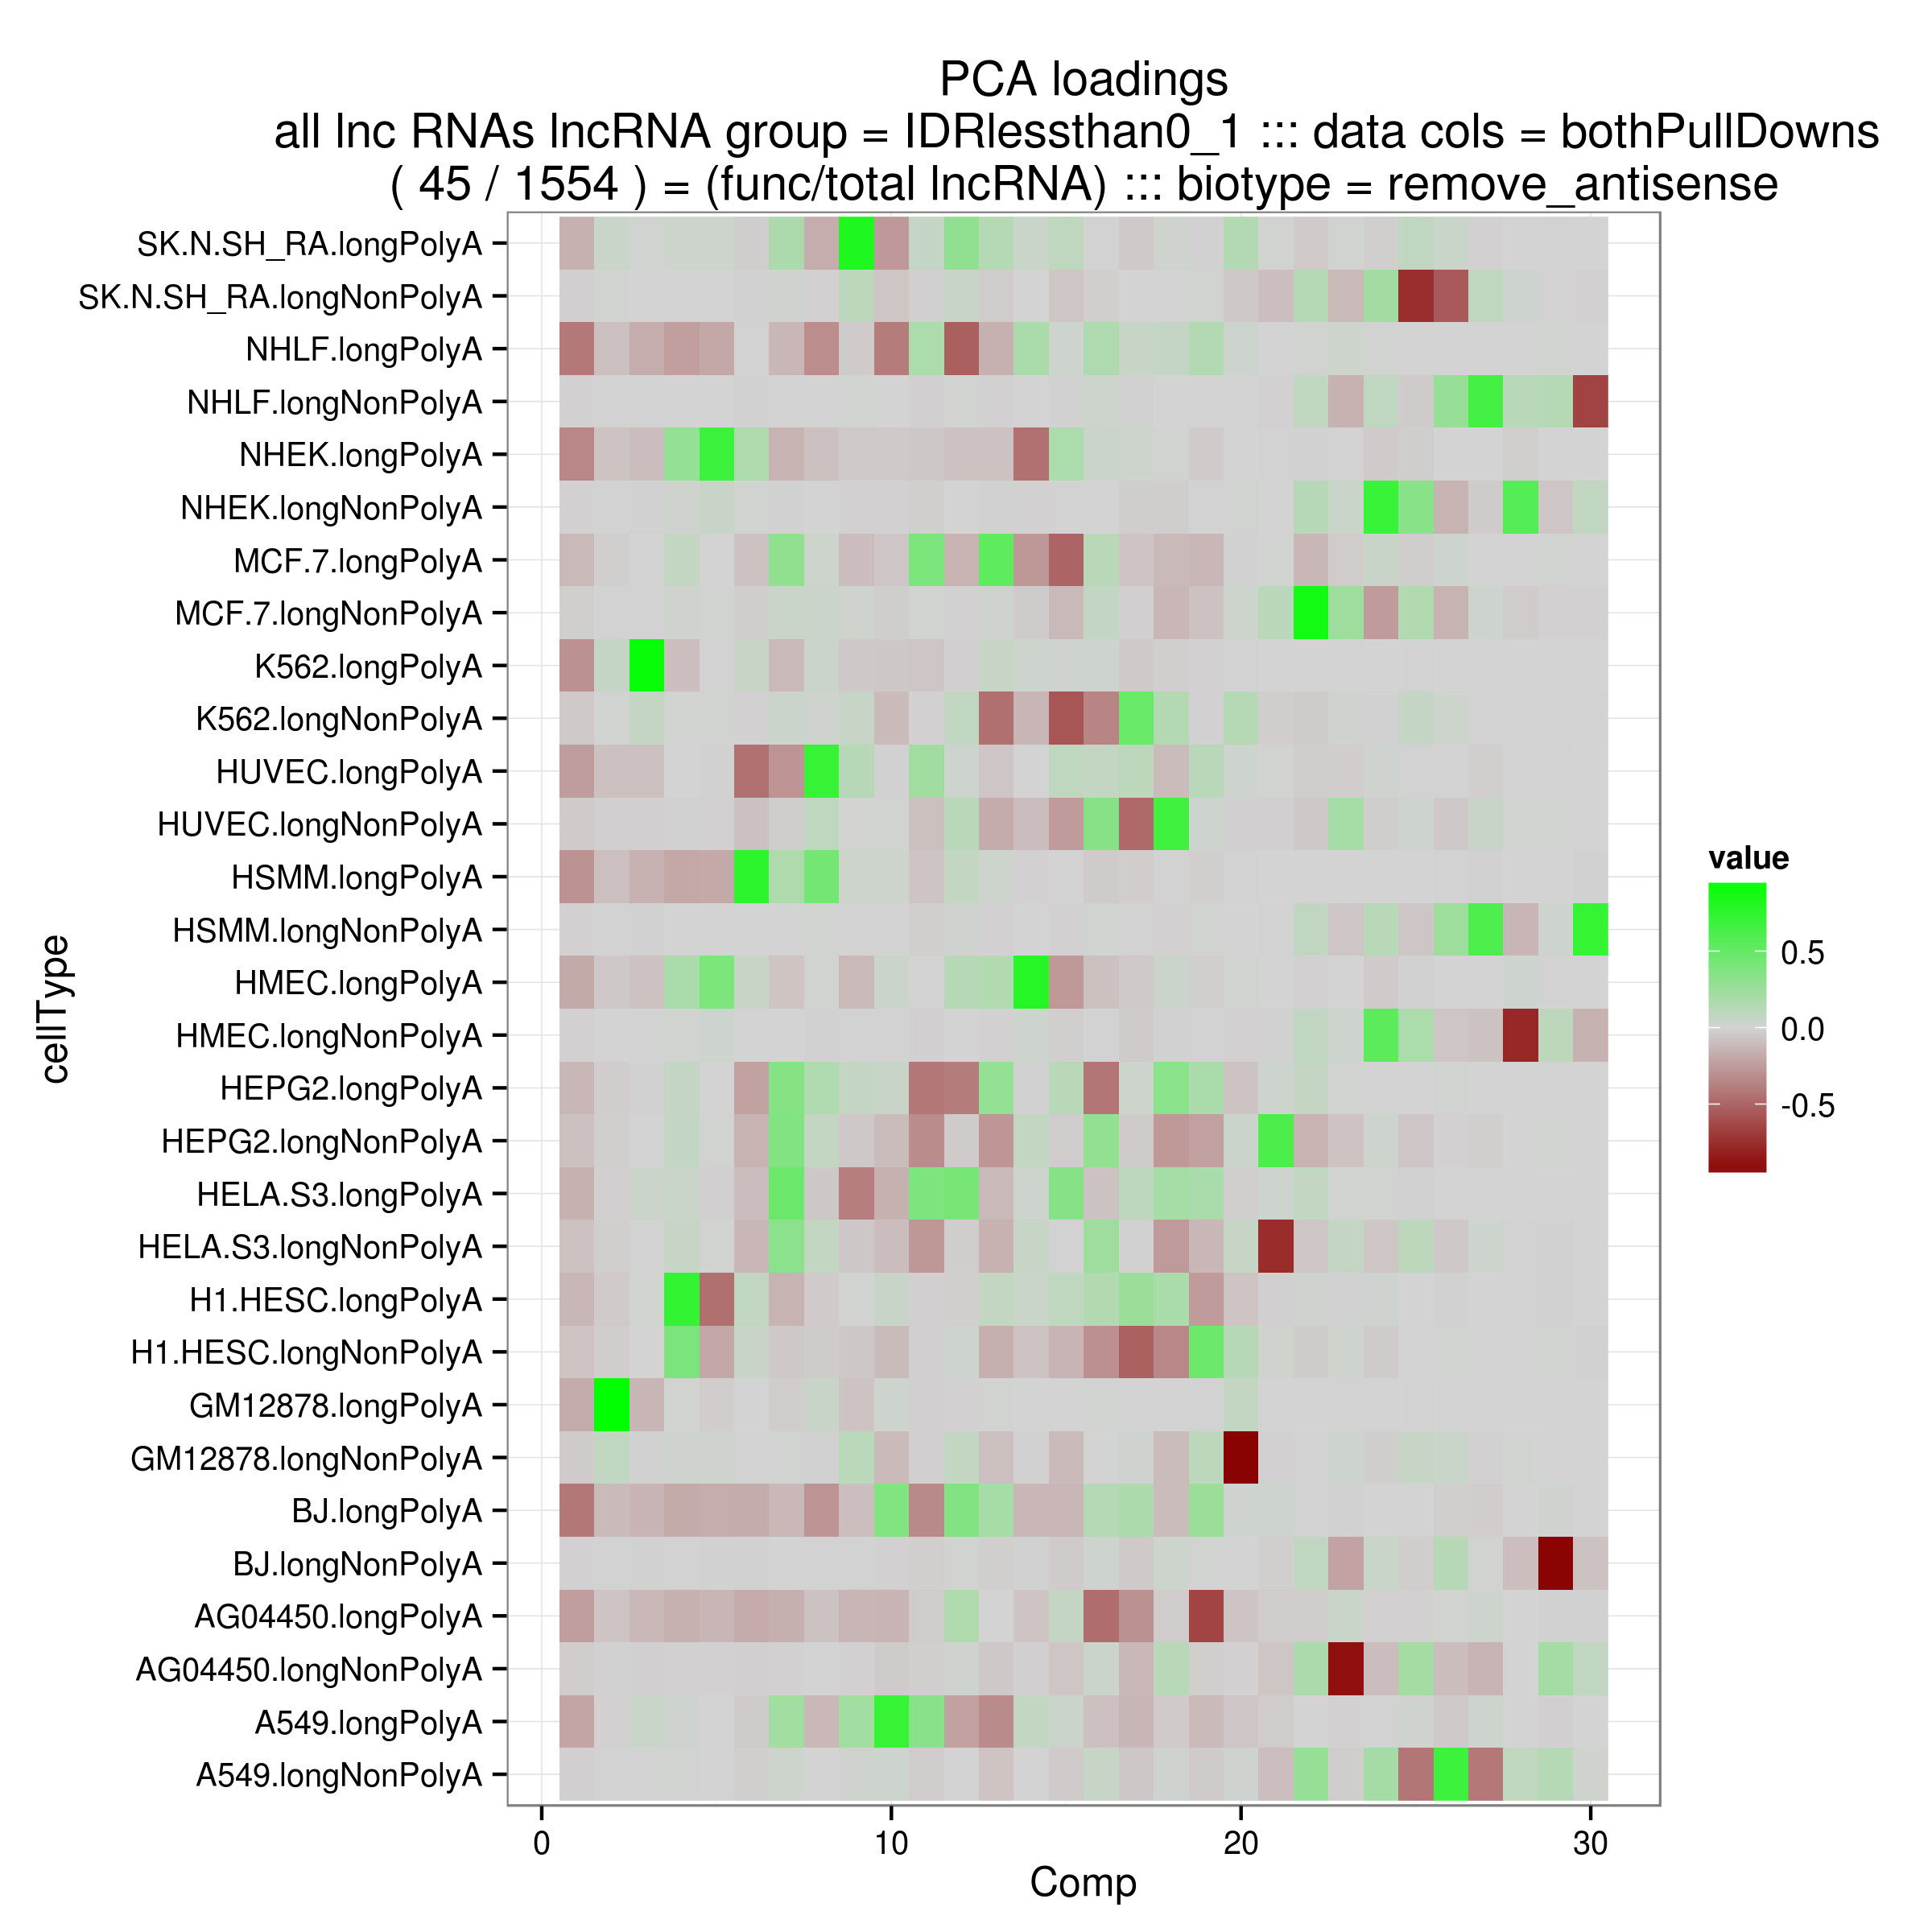 PCA loadings
all lnc RNAs lncRNA group = IDRlessthan0_1 ::: data cols = bothPullDowns
( 45 / 1554 ) = (func/total lncRNA) ::: biotype = remove_antisense
SK.N.SH_RA.longPolyA
SK.N.SH_RA.longNonPolyA
NHLF.longPolyA
NHLF.longNonPolyA
NHEK.longPolyA
NHEK.longNonPolyA
MCF.7.longPolyA
MCF.7.longNonPolyA
K562.longPolyA
K562.longNonPolyA
HUVEC.longPolyA
HUVEC.longNonPolyA
HSMM.longPolyA
HSMM.longNonPolyA
HMEC.longPolyA
HMEC.longNonPolyA
HEPG2.longPolyA
HEPG2.longNonPolyA
HELA.S3.longPolyA
HELA.S3.longNonPolyA
H1.HESC.longPolyA
H1.HESC.longNonPolyA
GM12878.longPolyA
GM12878.longNonPolyA
BJ.longPolyA
BJ.longNonPolyA
AG04450.longPolyA
AG04450.longNonPolyA
A549.longPolyA
A549.longNonPolyA
cellType
0 10 20 30
Comp
value
0.5
0.0
-0.5